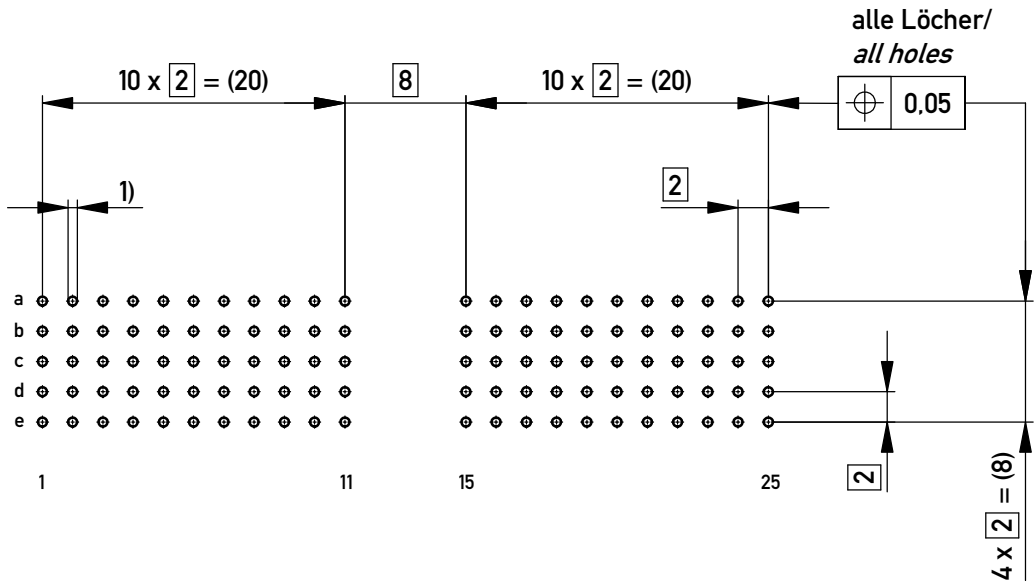 alle Löcher/
all holes
10 x 2 = (20)
8
10 x 2 = (20)
0,05
1)
2
a
b
c
d
e
1
11
15
25
2
4 x 2 = (8)